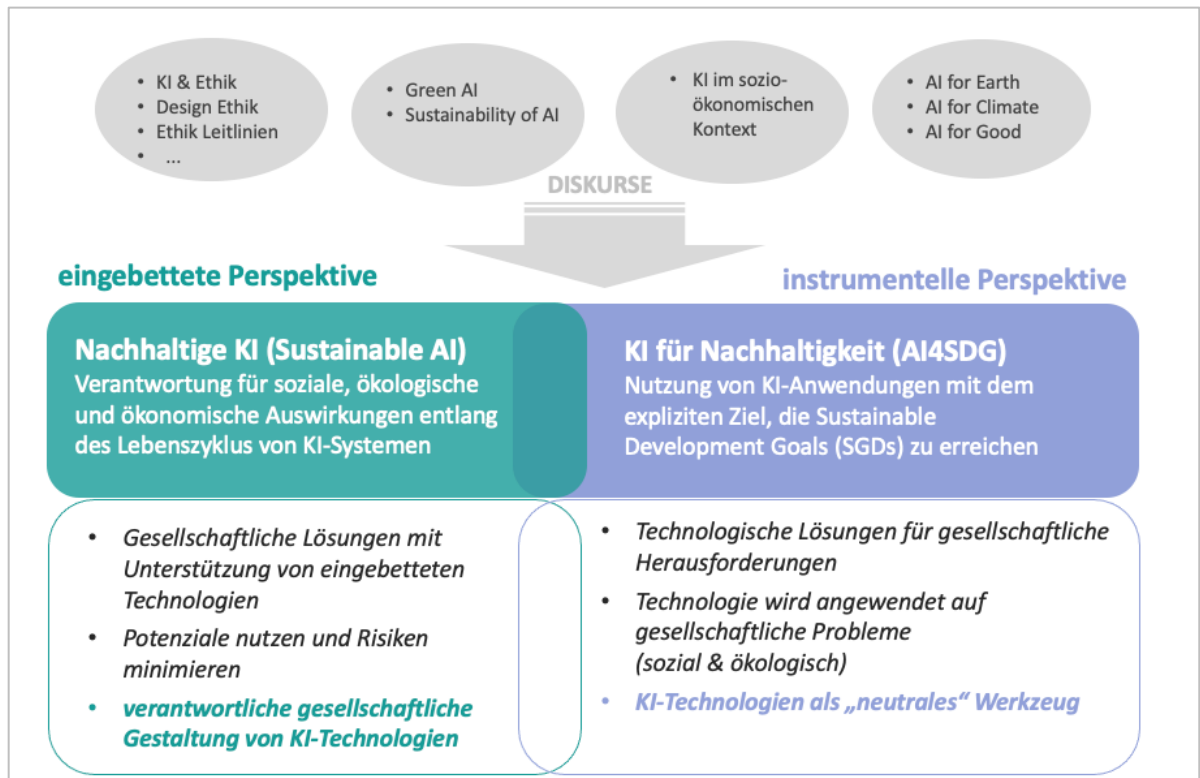 • KI & Ethik
• Design Ethik
• Ethik Leitlinien
• ...
• Green AI
• Sustainability of AI
• KI im sozio-
ökonomischen
Kontext
• AI for Earth
• AI for Climate
• AI for Good
DISKURSE
eingebettete Perspektive
instrumentelle Perspektive
Nachhaltige KI (Sustainable AI)
Verantwortung für soziale, ökologische
und ökonomische Auswirkungen entlang
des Lebenszyklus von KI-Systemen
KI für Nachhaltigkeit (AI4SDG)
Nutzung von KI-Anwendungen mit dem
expliziten Ziel, die Sustainable
Development Goals (SGDs) zu erreichen
• Gesellschaftliche Lösungen mit
Unterstützung von eingebetteten
Technologien
• Potenziale nutzen und Risiken
minimieren
• verantwortliche gesellschaftliche
Gestaltung von KI-Technologien
• Technologische Lösungen für gesellschaftliche
Herausforderungen
• Technologie wird angewendet auf
gesellschaftliche Probleme
(sozial & ökologisch)
• KI-Technologien als „neutrales“ Werkzeug